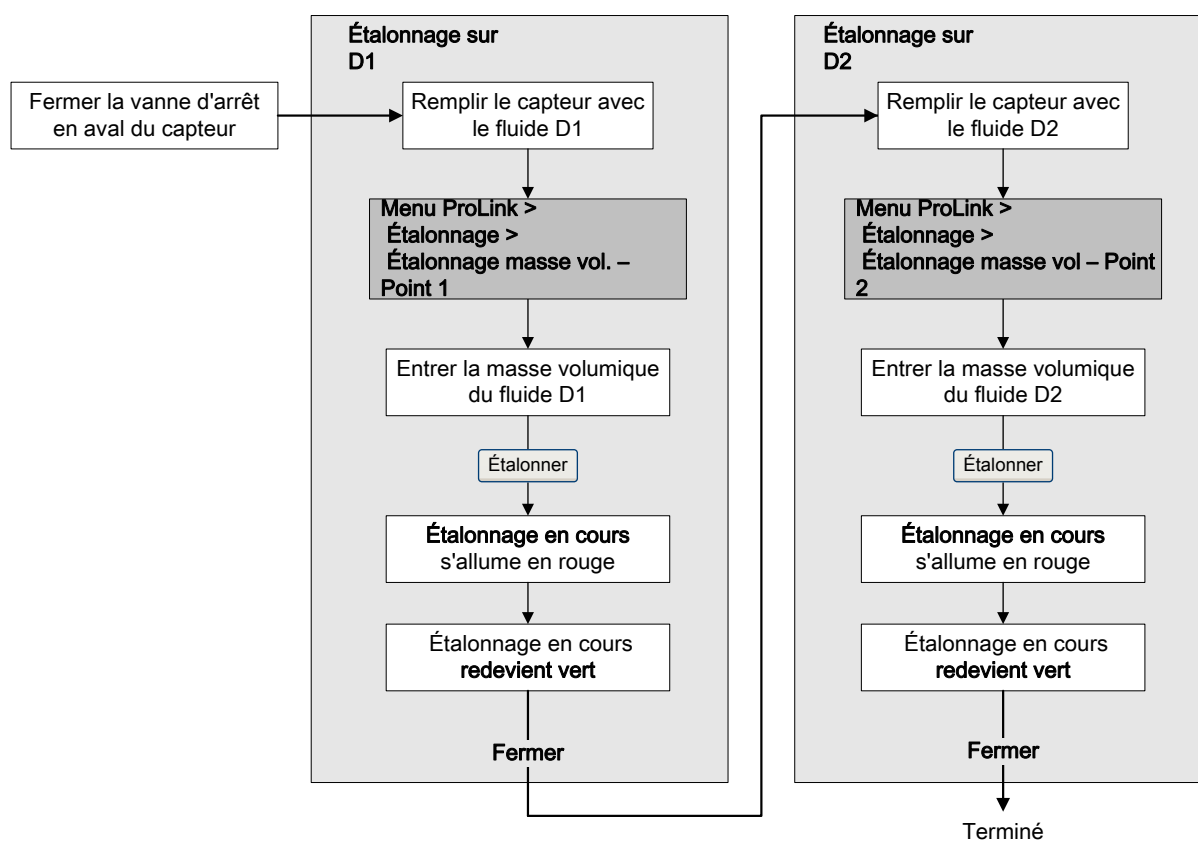 Fermer la vanne d'arrêt
en aval du capteur
Étalonnage sur
D1
Remplir le capteur avec
le fluide D1
Menu ProLink >
Étalonnage >
Étalonnage masse vol. –
Point 1
Entrer la masse volumique
du fluide D1
Étalonner
Étalonnage en cours
s'allume en rouge
Étalonnage en cours
redevient vert
Fermer
Étalonnage sur
D2
Remplir le capteur avec
le fluide D2
Menu ProLink >
Étalonnage >
Étalonnage masse vol – Point
2
Entrer la masse volumique
du fluide D2
Étalonner
Étalonnage en cours
s'allume en rouge
Étalonnage en cours
redevient vert
Fermer
Terminé